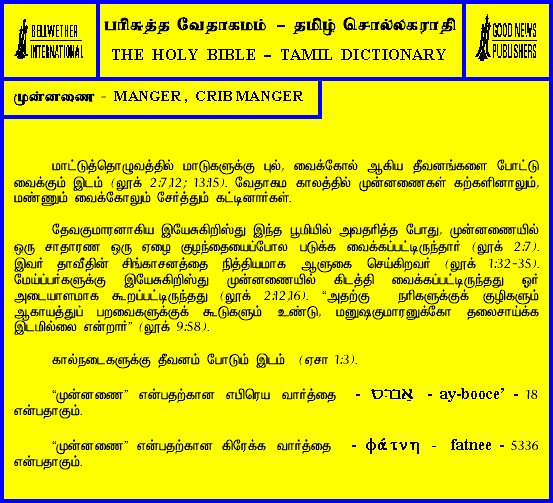 BELLWETHER
INTERNATIONAL
பரிசுத்த வேதாகமம் – தமிழ் சொல்லகராதி
THE HOLY BIBLE – TAMIL DICTIONARY
GOOD NEWS
PUBLISHERS
முன்னணை - MANGER, CRIB MANGER
மாட்டுத்தொழுவத்தில் மாடுகளுக்கு புல், வைக்கோல் ஆகிய தீவனங்களை போட்டு
வைக்கும் இடம் (லூக் 2:7,12; 13:15). வேதாகம காலத்தில் முன்னணைகள் கற்களினாலும்,
மண்ணும் வைக்கோலும் சேர்த்தும் கட்டினார்கள்.
தேவகுமாரனாகிய இயேசுகிறிஸ்து இந்த பூமியில் அவதரித்த போது, முன்னணையில்
ஒரு சாதாரண ஒரு ஏழை குழந்தையைப்போல படுக்க வைக்கப்பட்டிருந்தார் (லூக் 2:7).
இவர் தாவீதின் சிங்காசனத்தை நித்தியமாக ஆளுகை செய்கிறவர் (லூக் 1:32-35).
மேய்ப்பர்களுக்கு இயேசுகிறிஸ்து முன்னணையில் கிடத்தி வைக்கப்பட்டிருந்தது ஓர்
அடையாளமாக கூறப்பட்டிருந்தது (லூக் 2:12,16). “அதற்கு நரிகளுக்குக் குழிகளும்
ஆகாயத்துப் பறவைகளுக்குக் கூடுகளும் உண்டு, மனுஷகுமாரனுக்கோ தலைசாய்க்க
இடமில்லை என்றார்” (லூக் 9:58).
கால்நடைகளுக்கு தீவனம் போடும் இடம் (ஏசா 1:3).
“முன்னணை” என்பதற்கான எபிரெய வார்த்தை - - ay-booce’ - 18
என்பதாகும்.
“முன்னணை” என்பதற்கான கிரேக்க வார்த்தை - φάτνη - fatnee - 5336
என்பதாகும்.